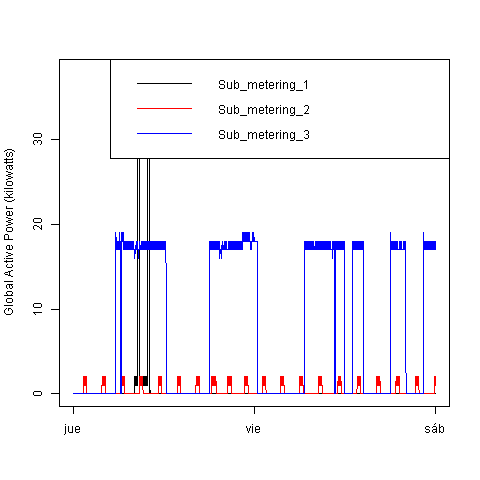 Sub_metering_1
Sub_metering_2
Sub_metering_3
Global Active Power (kilowatts)
30
20
10
0
jue
vie
sáb